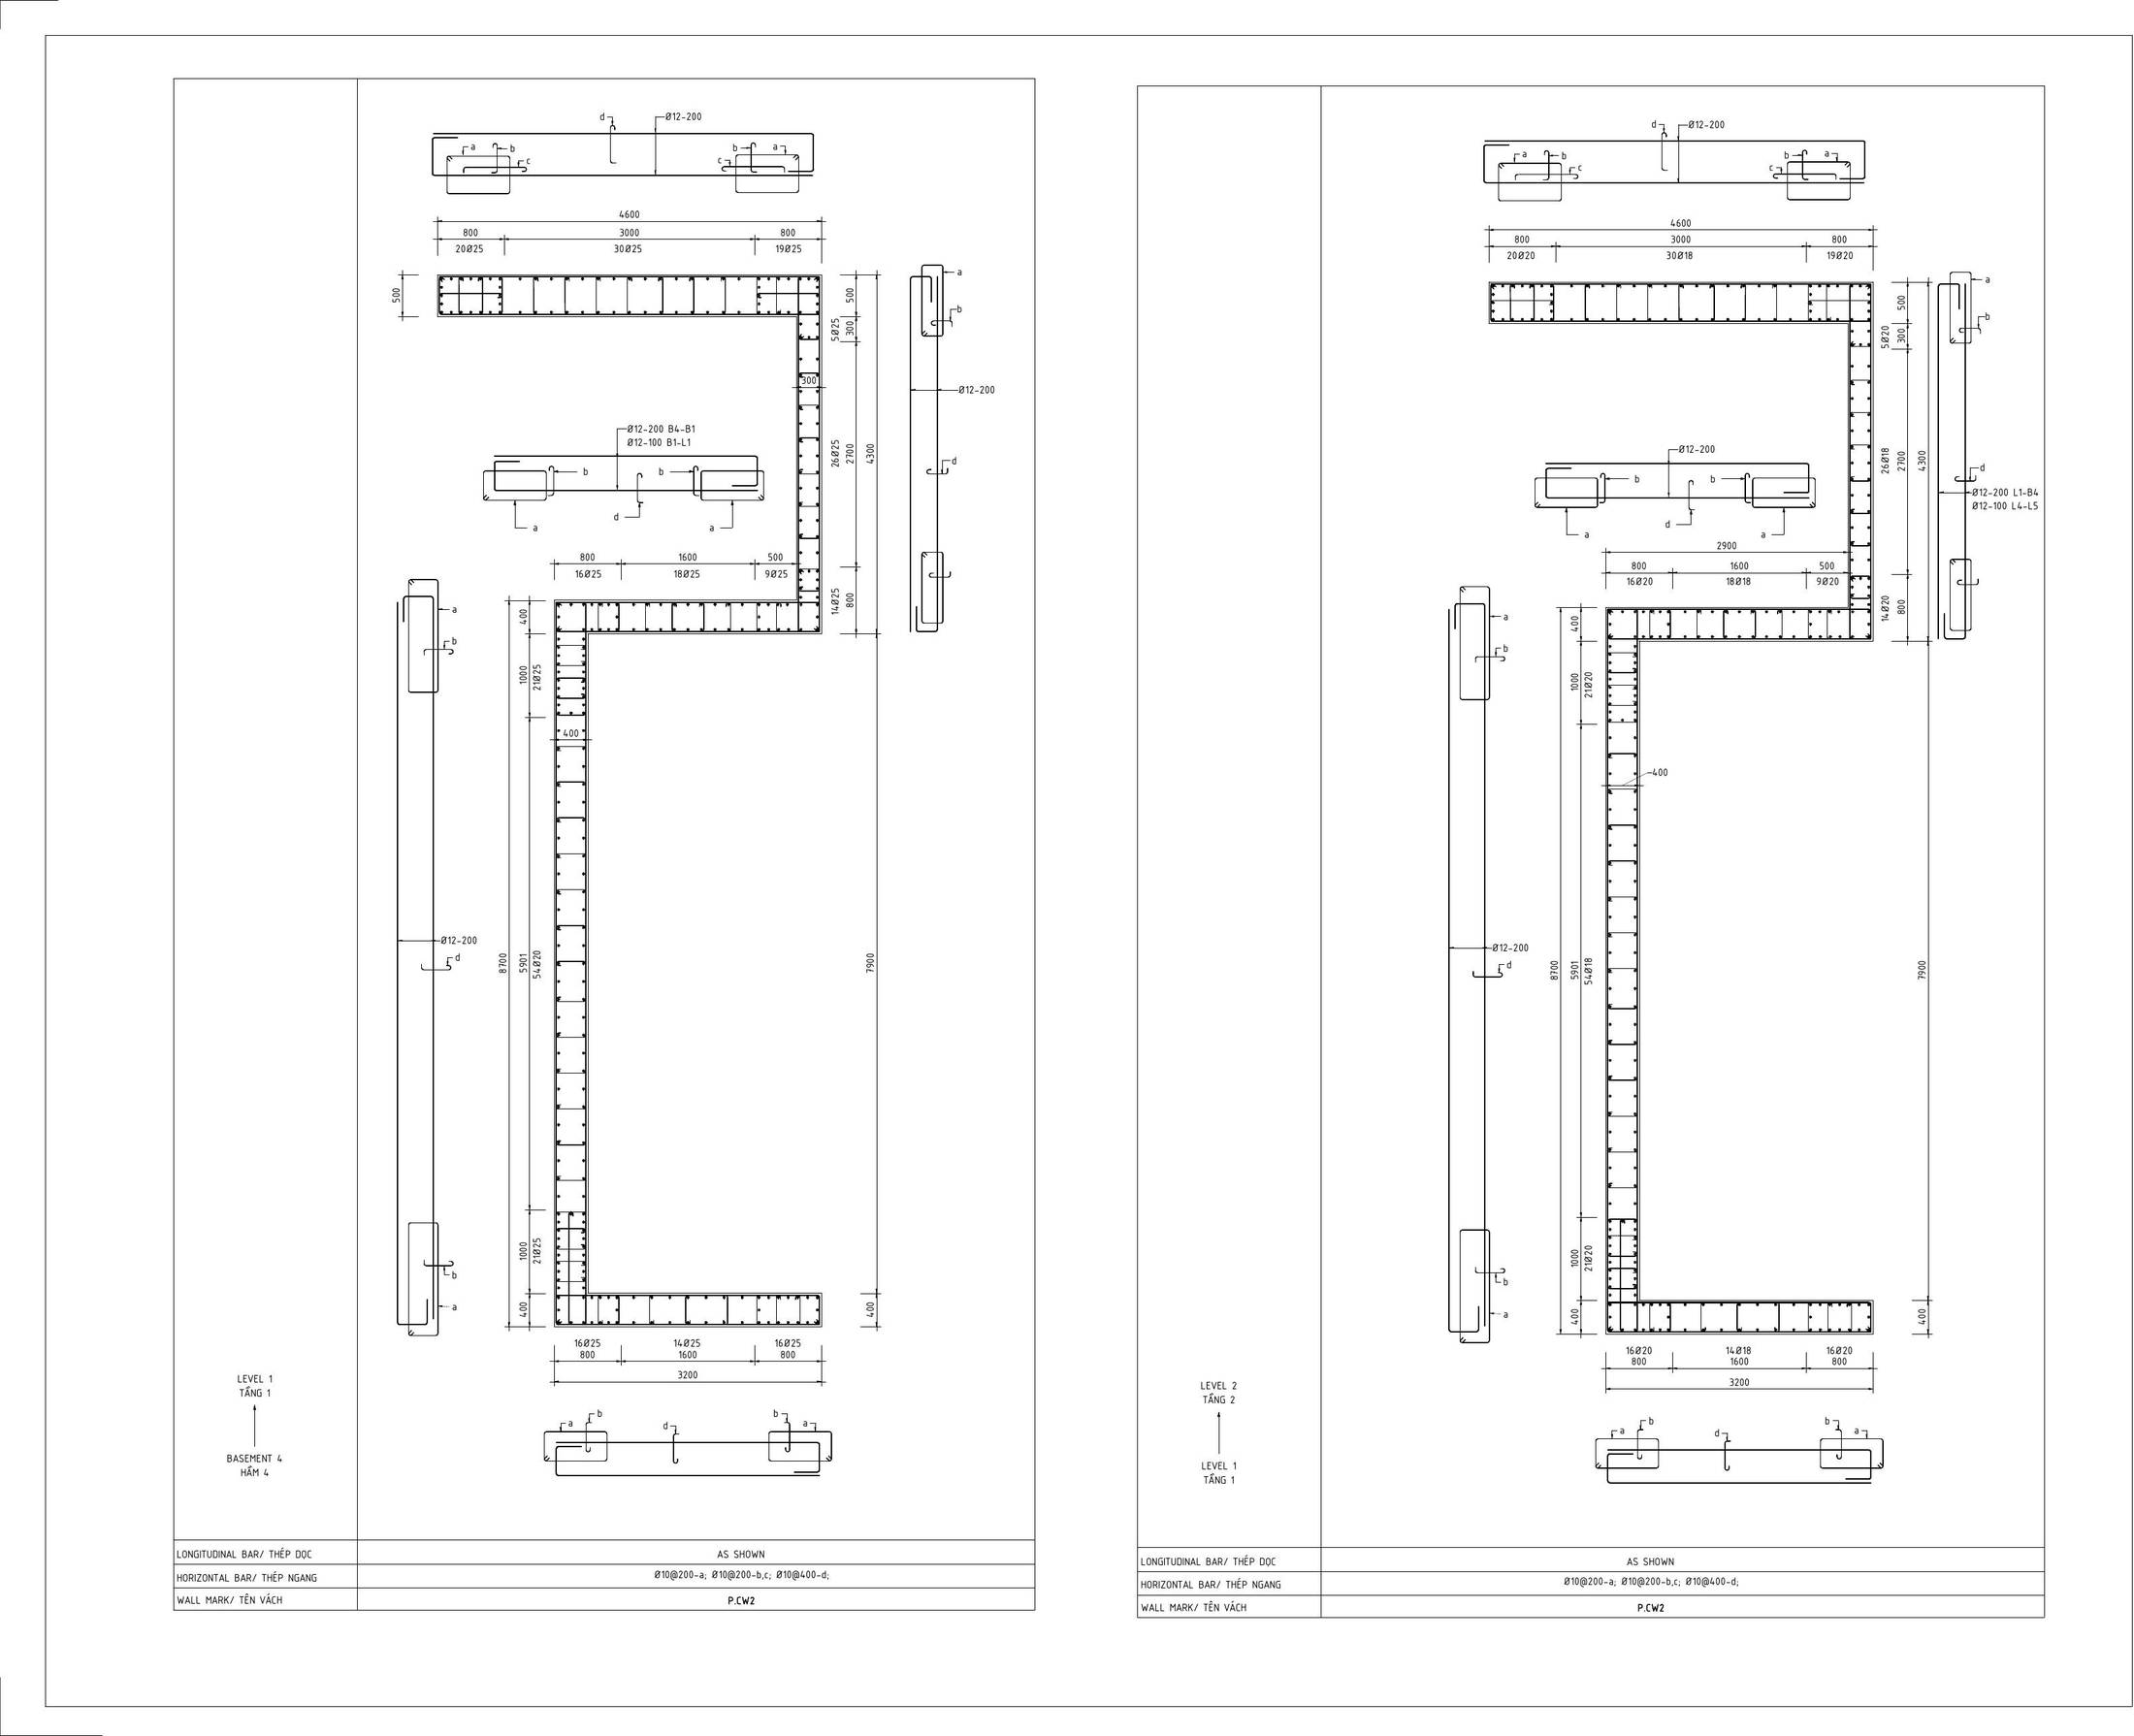 d
Ø12-200
a
b
c
b
a
c
4600
800
3000
800
20Ø25
30Ø25
19Ø25
500
500
5Ø25
300
300
a
b
Ø12-200
Ø12-200 B4-B1
Ø12-100 B1-L1
b
b
d
a
a
26Ø25
2700
4300
d
800
1600
500
16Ø25
18Ø25
9Ø25
14Ø25
800
a
b
400
1000
21Ø25
400
Ø12-200
d
8700
5901
54Ø20
7900
1000
21Ø25
b
a
400
400
16Ø25
14Ø25
16Ø25
800
1600
800
3200
a
b
d
b
a
LEVEL 1
TẦNG 1
BASEMENT 4
HẦM 4
LONGITUDINAL BAR/ THÉP DỌC
AS SHOWN
HORIZONTAL BAR/ THÉP NGANG
Ø10@200-a; Ø10@200-b,c; Ø10@400-d;
WALL MARK/ TÊN VÁCH
P.CW2
d
Ø12-200
a
b
c
b
a
c
4600
800
3000
800
20Ø20
30Ø18
19Ø20
500
5Ø20
300
a
b
Ø12-200
b
b
d
a
a
26Ø18
2700
4300
d
Ø12-200 L1-B4
Ø12-100 L4-L5
2900
800
1600
500
16Ø20
18Ø18
9Ø20
14Ø20
800
a
b
400
1000
21Ø20
400
Ø12-200
d
8700
5901
54Ø18
7900
1000
21Ø20
b
a
400
400
16Ø20
14Ø18
16Ø20
800
1600
800
3200
a
b
d
b
a
LEVEL 2
TẦNG 2
LEVEL 1
TẦNG 1
LONGITUDINAL BAR/ THÉP DỌC
AS SHOWN
HORIZONTAL BAR/ THÉP NGANG
Ø10@200-a; Ø10@200-b,c; Ø10@400-d;
WALL MARK/ TÊN VÁCH
P.CW2